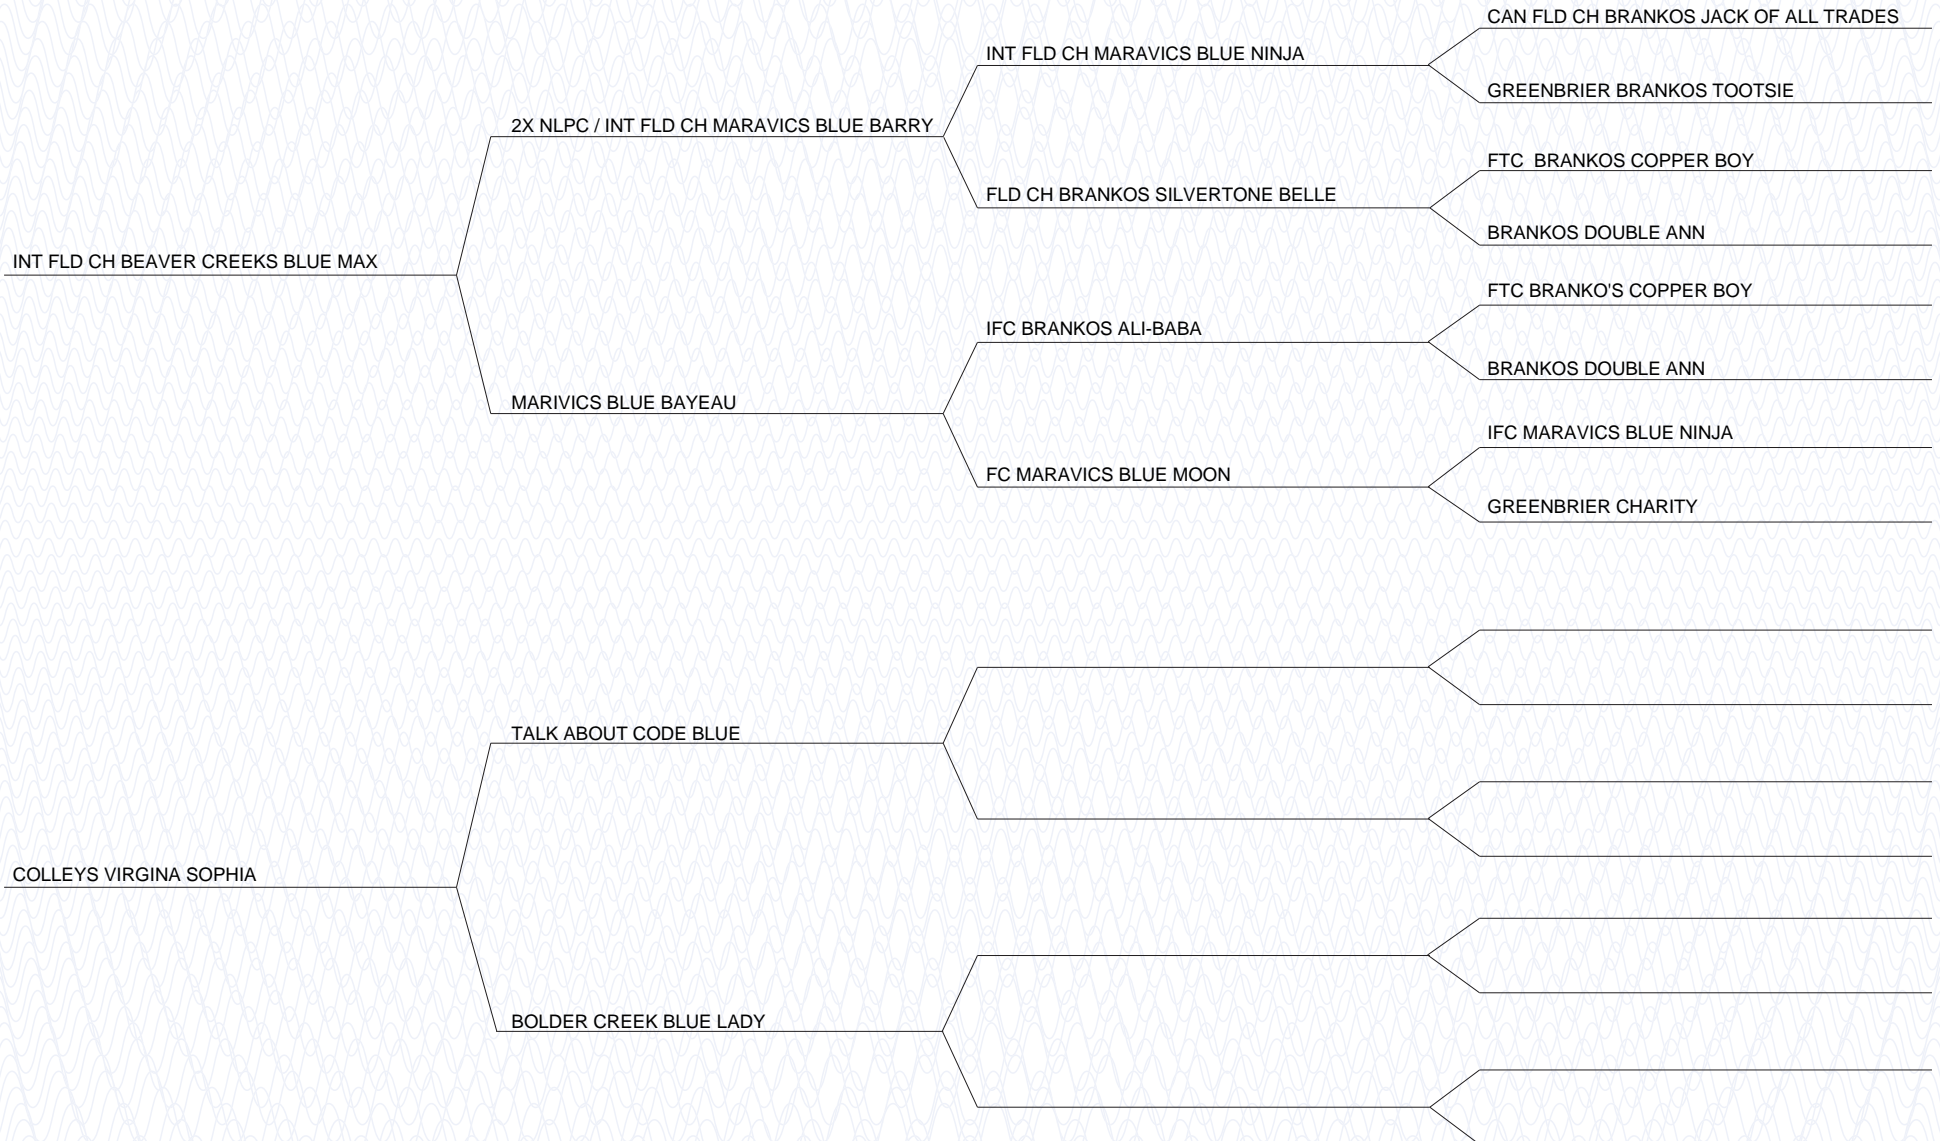 CAN FLD CH BRANKOS JACK OF ALL TRADES
INT FLD CH MARAVICS BLUE NINJA
GREENBRIER BRANKOS TOOTSIE
2X NLPC / INT FLD CH MARAVICS BLUE BARRY
FTC  BRANKOS COPPER BOY
FLD CH BRANKOS SILVERTONE BELLE
BRANKOS DOUBLE ANN
INT FLD CH BEAVER CREEKS BLUE MAX
FTC BRANKO'S COPPER BOY
IFC BRANKOS ALI-BABA
BRANKOS DOUBLE ANN
MARIVICS BLUE BAYEAU
IFC MARAVICS BLUE NINJA
FC MARAVICS BLUE MOON
GREENBRIER CHARITY
TALK ABOUT CODE BLUE
COLLEYS VIRGINA SOPHIA
BOLDER CREEK BLUE LADY